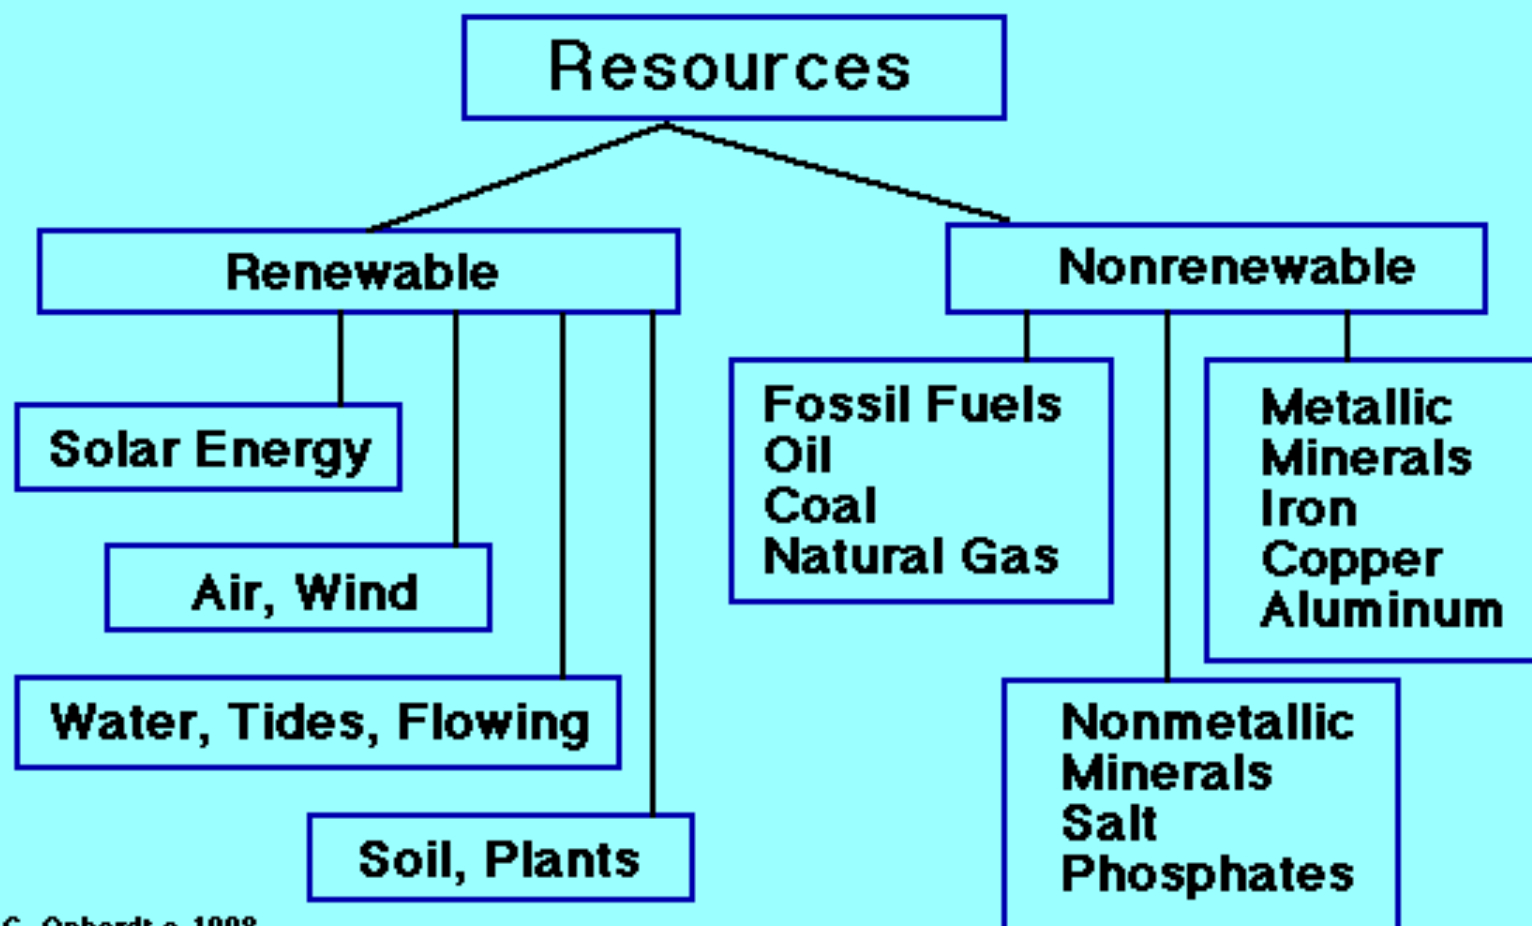 Resources
Renewable
Nonrenewable
Solar Energy
Air, Wind
Water, Tides, Flowing
Soil, Plants
Fossil Fuels
Oil
Coal
Natural Gas
Metallic
Minerals
Iron
Copper
Aluminum
Nonmetallic
Minerals
Salt
Phosphates